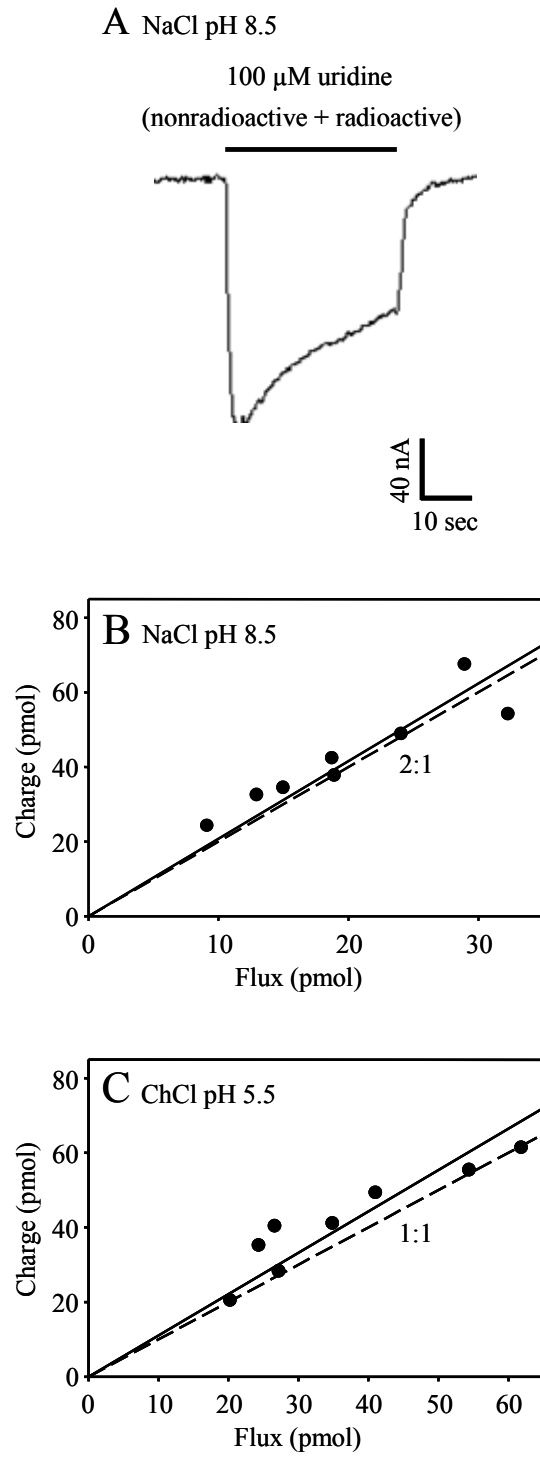 A NaCl pH 8.5
100 µM uridine
(nonradioactive + radioactive)
40 nA
10 sec
B NaCl pH 8.5
80
60
40
20
0
Charge (pmol)
2:1
0 10 20 30
Flux (pmol)
C ChCl pH 5.5
80
60
40
20
0
Charge (pmol)
1:1
0 10 20 30 40 50 60
Flux (pmol)